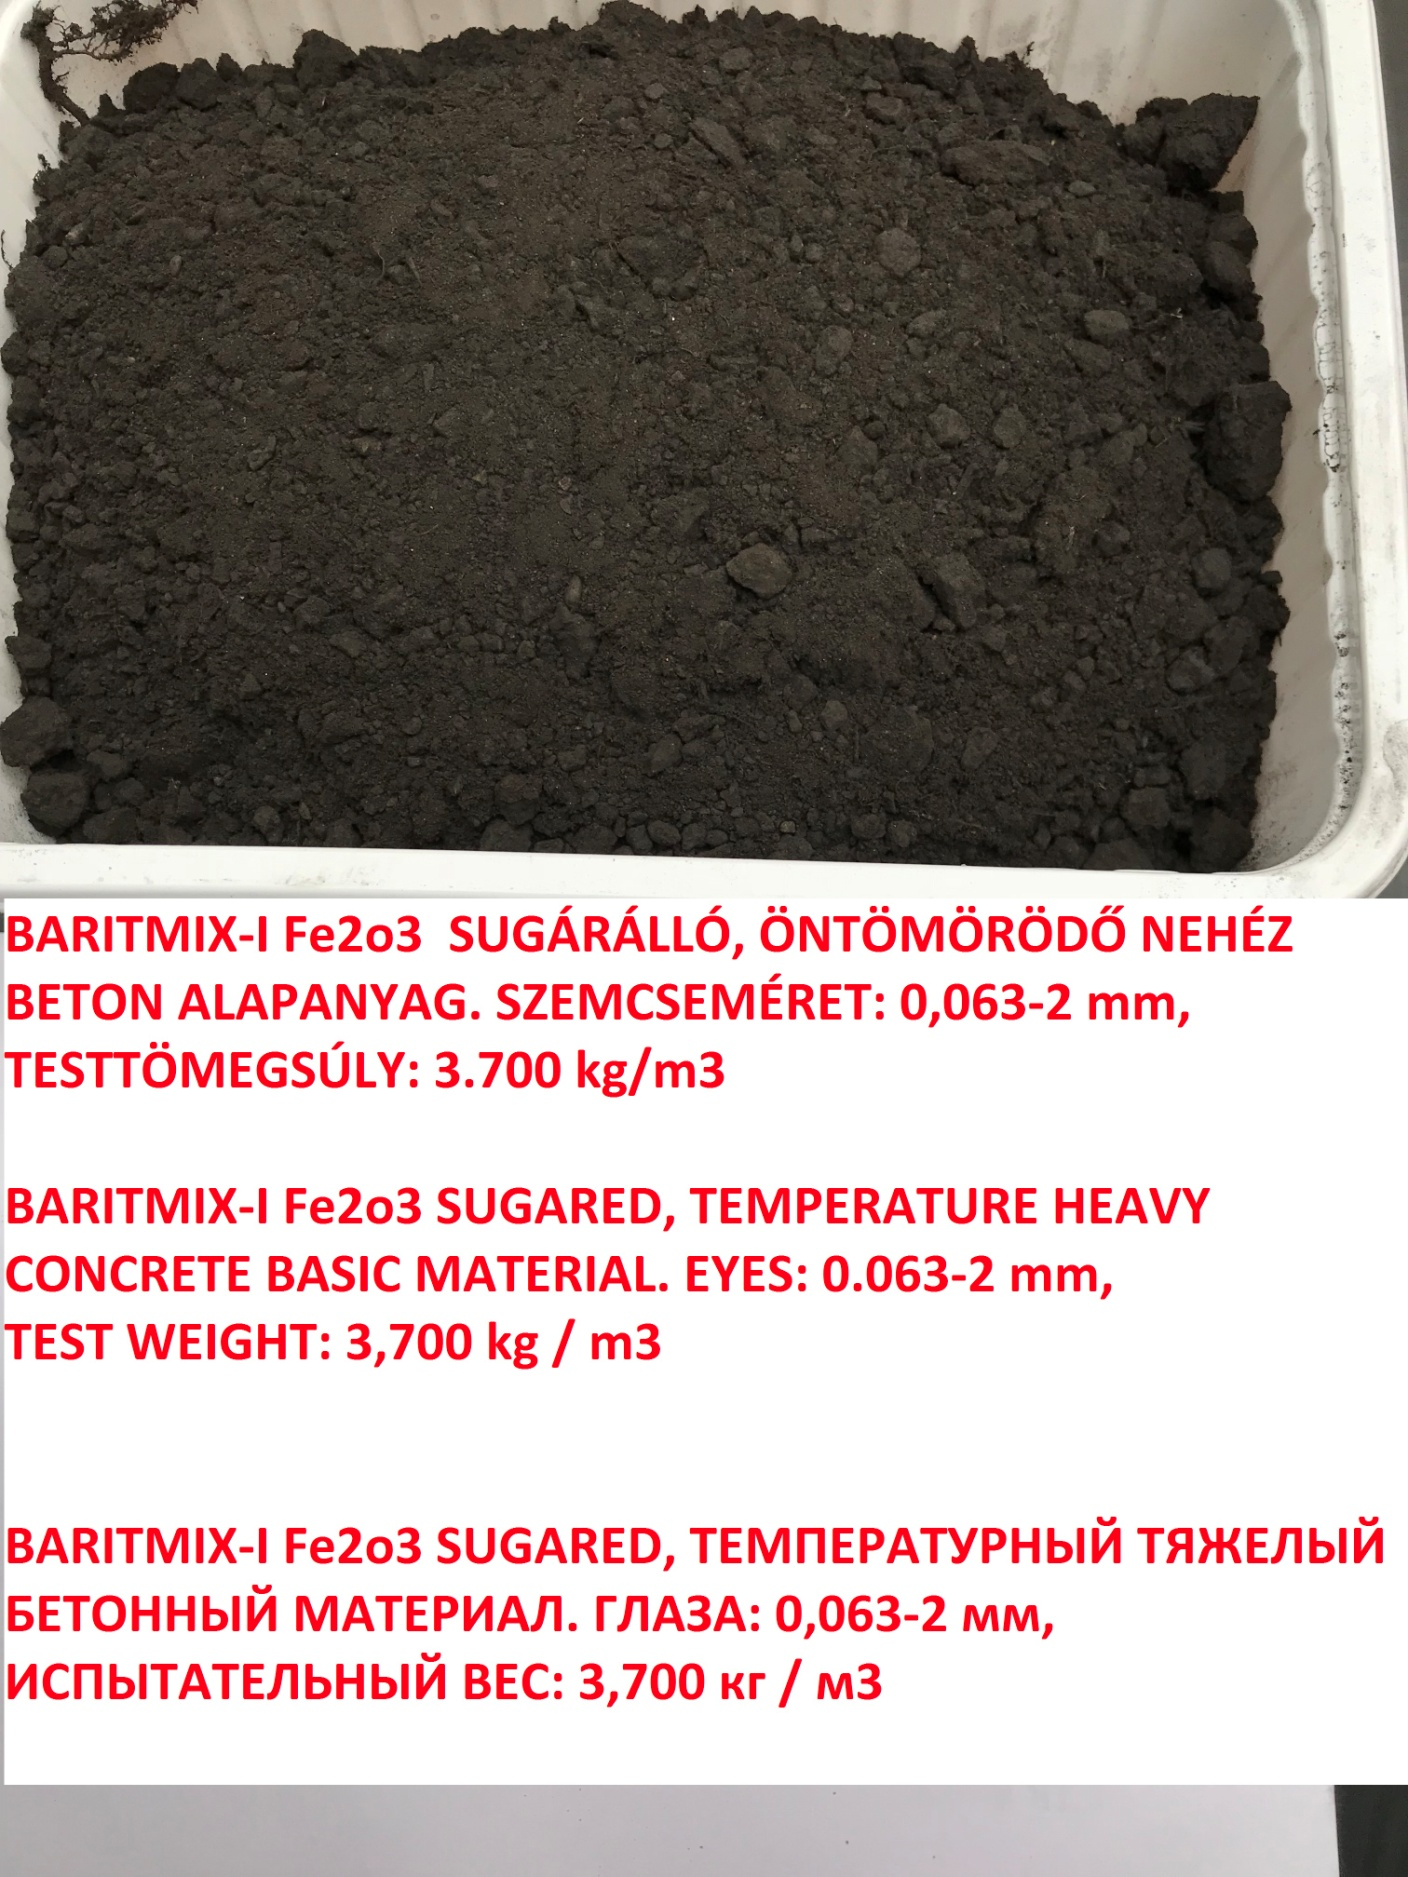 BARITMIX-I Fe2o3  SUGÁRÁLLÓ, ÖNTÖMÖRÖDŐ NEHÉZ
BETON ALAPANYAG. SZEMCSEMÉRET: 0,063-2 mm,
TESTTÖMEGSÚLY: 3.700 kg/m3
BARITMIX-I Fe2o3 SUGARED, TEMPERATURE HEAVY
CONCRETE BASIC MATERIAL. EYES: 0.063-2 mm,
TEST WEIGHT: 3,700 kg / m3
BARITMIX-I Fe2o3 SUGARED, ТЕМПЕРАТУРНЫЙ ТЯЖЕЛЫЙ
БЕТОННЫЙ МАТЕРИАЛ. ГЛАЗА: 0,063-2 мм,
ИСПЫТАТЕЛЬНЫЙ ВЕС: 3,700 кг / м3